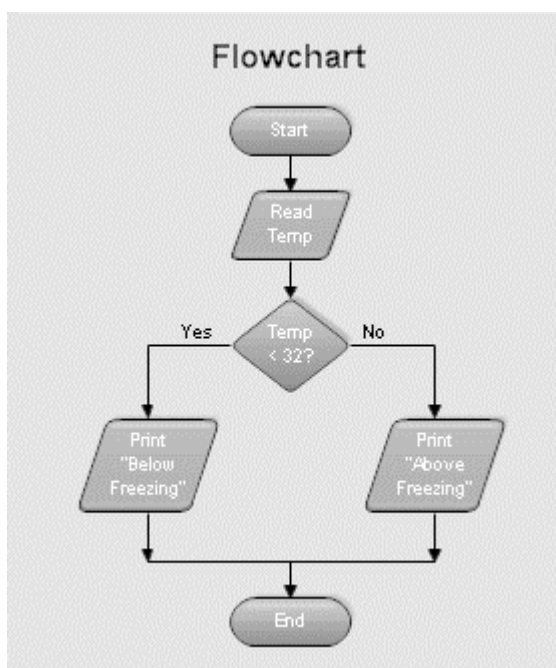 Flowchart
Start
Read
Temp
Temp
< 32?
Yes
No
Print
"Below
Freezing"
Print
"Above
Freezing"
End